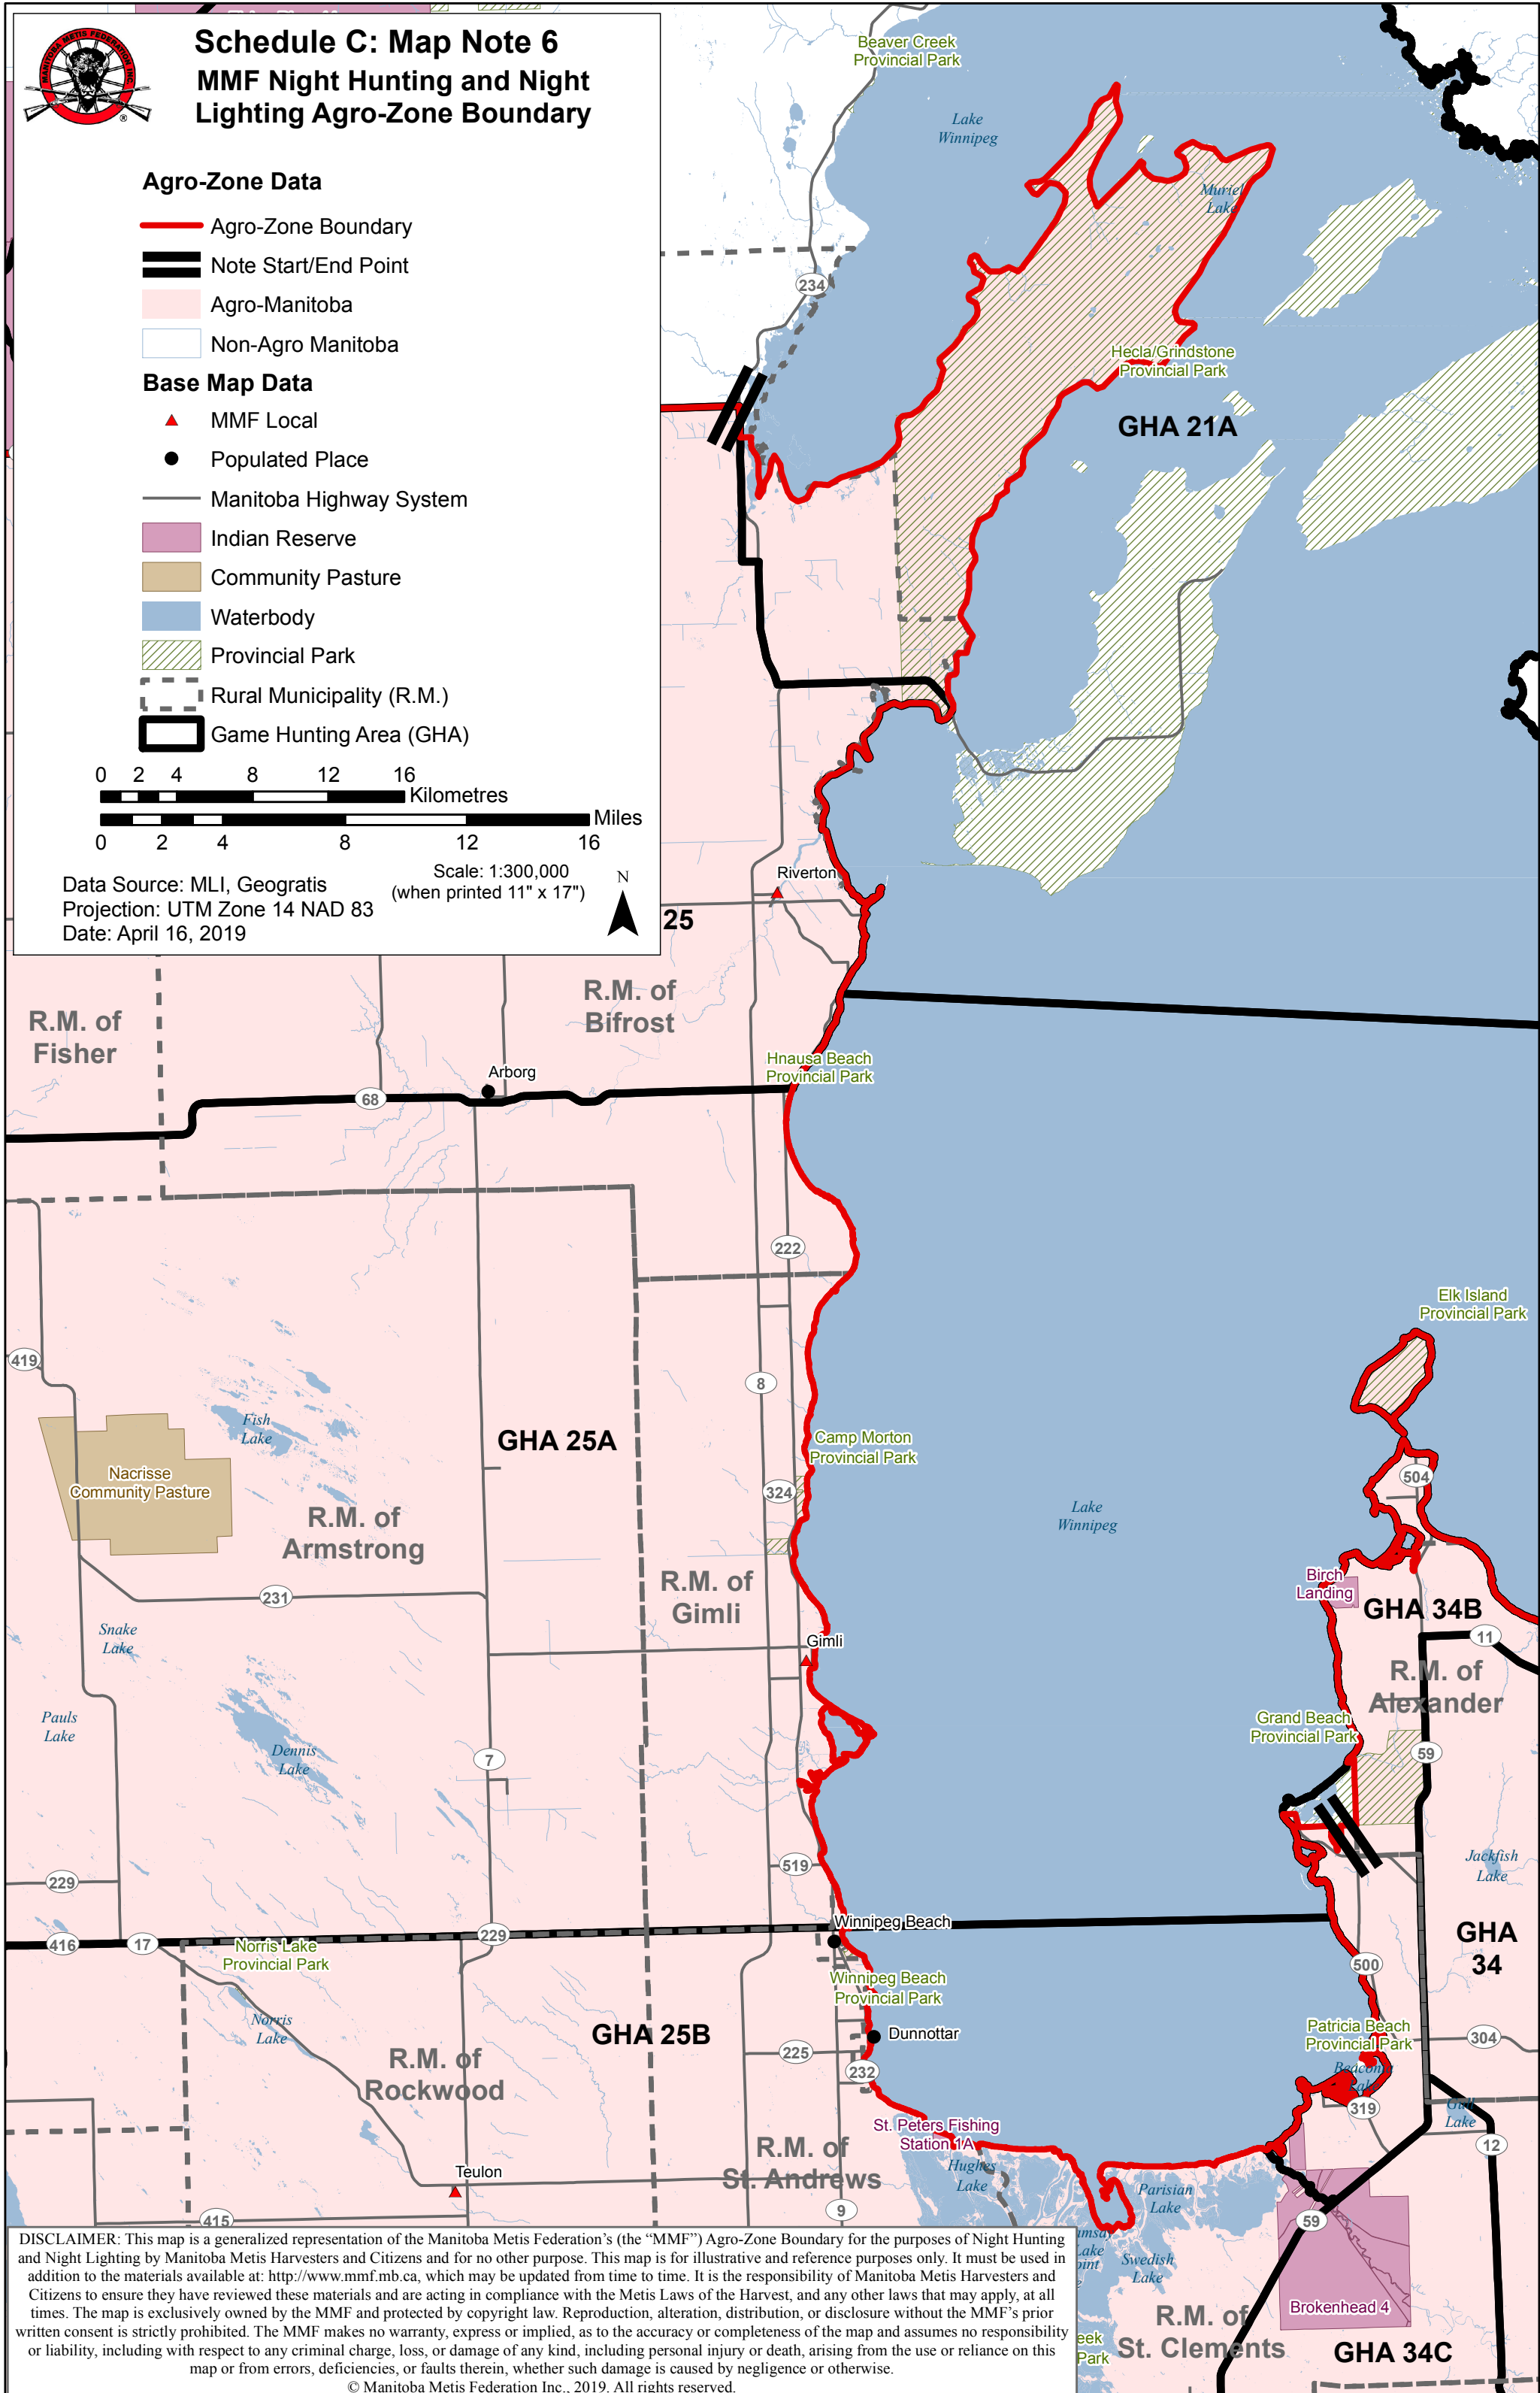 Schedule C: Map Note 6
MMF Night Hunting and Night
Lighting Agro-Zone Boundary
MANITOBA METIS FEDERATION INC.
®
Agro-Zone Data
Agro-Zone Boundary
Note Start/End Point
Agro-Manitoba
Non-Agro Manitoba
Base Map Data
MMF Local
Populated Place
Manitoba Highway System
Indian Reserve
Community Pasture
Waterbody
Provincial Park
Rural Municipality (R.M.)
Game Hunting Area (GHA)
0 2 4 8 12 16
Kilometres
Miles
0 2 4 8 12 16
Scale: 1:300,000
(when printed 11" x 17")
N
Data Source: MLI, Geogratis
Projection: UTM Zone 14 NAD 83
Date: April 16, 2019
Beaver Creek
Provincial Park
Lake
Winnipeg
Muriel
Lake
234
Hecla/Grindstone
Provincial Park
GHA 21A
Riverton
25
R.M. of
Bifrost
R.M. of
Fisher
Hnausa Beach
Provincial Park
Arborg
68
222
Elk Island
Provincial Park
419
8
Fish
Lake
GHA 25A
Camp Morton
Provincial Park
Nacrisse
Community Pasture
504
324
Lake
Winnipeg
R.M. of
Armstrong
Birch
Landing
R.M. of
Gimli
231
GHA 34B
Snake
Lake
Gimli
11
R.M. of
Alexander
Pauls
Lake
Grand Beach
Provincial Park
Dennis
Lake
7
59
519
Jackfish
Lake
229
Winnipeg Beach
229
416
17
Norris Lake
Provincial Park
GHA
34
500
Winnipeg Beach
Provincial Park
Norris
Lake
GHA 25B
Dunnottar
Patricia Beach
Provincial Park
304
225
R.M. of
Rockwood
232
Beaconia
Lake
319
Gull
Lake
St. Peters Fishing
Station 1A
12
R.M. of
St. Andrews
Hughes
Lake
Teulon
Parisian
Lake
9
415
59
Lake
Swedish
Lake
Brokenhead 4
R.M. of
St. Clements
eek
Park
GHA 34C
DISCLAIMER: This map is a generalized representation of the Manitoba Metis Federation's (the “MMF”) Agro-Zone Boundary for the purposes of Night Hunting
and Night Lighting by Manitoba Metis Harvesters and Citizens and for no other purpose. This map is for illustrative and reference purposes only. It must be used in
addition to the materials available at: http://www.mmf.mb.ca, which may be updated from time to time. It is the responsibility of Manitoba Metis Harvesters and
Citizens to ensure they have reviewed these materials and are acting in compliance with the Metis Laws of the Harvest, and any other laws that may apply, at all
times. The map is exclusively owned by the MMF and protected by copyright law. Reproduction, alteration, distribution, or disclosure without the MMF's prior
written consent is strictly prohibited. The MMF makes no warranty, express or implied, as to the accuracy or completeness of the map and assumes no responsibility
or liability, including with respect to any criminal charge, loss, or damage of any kind, including personal injury or death, arising from the use or reliance on this
map or from errors, deficiencies, or faults therein, whether such damage is caused by negligence or otherwise.
© Manitoba Metis Federation Inc., 2019. All rights reserved.